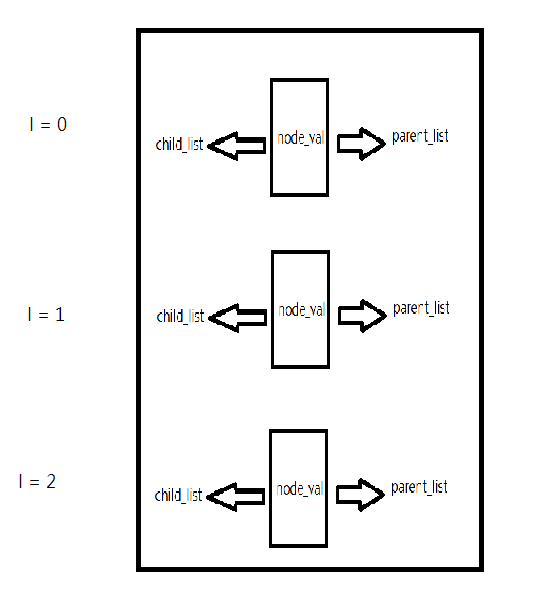 I = 0
child_list node_val parent_list
I = 1
child_list node_val parent_list
I = 2
child_list node_val parent_list